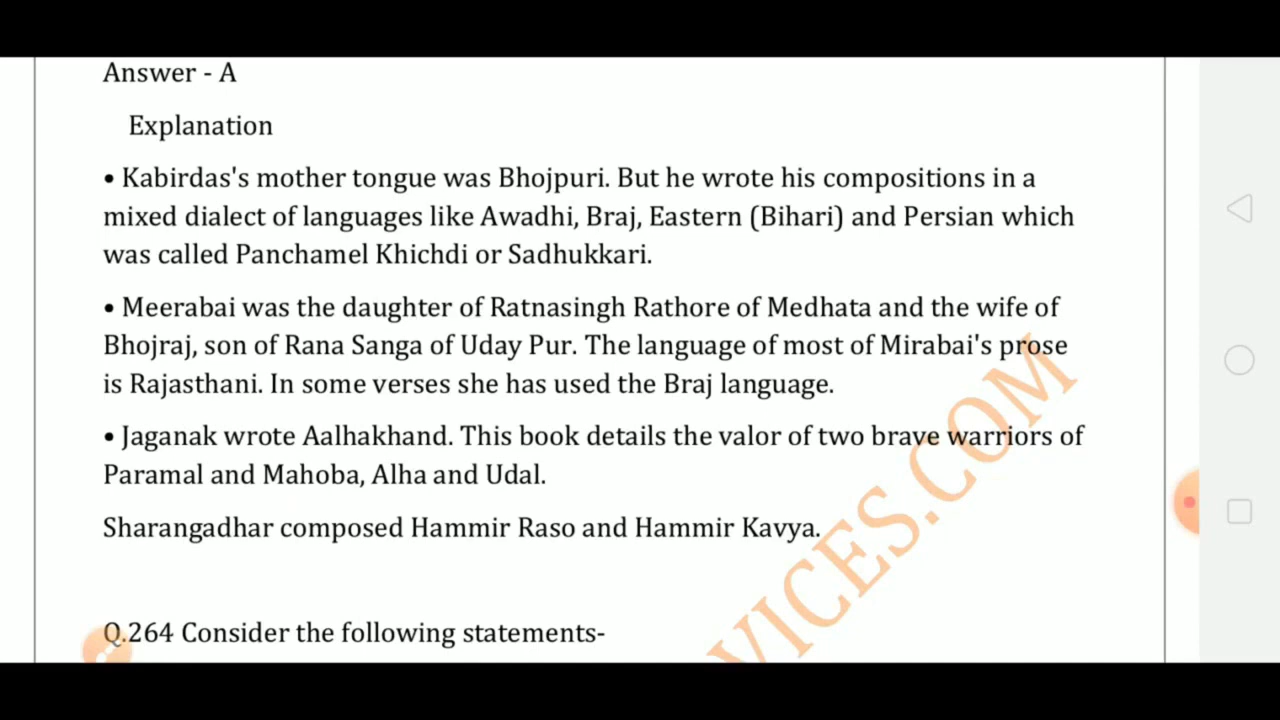 Answer - A
Explanation
• Kabirdas's mother tongue was Bhojpuri. But he wrote his compositions in a
mixed dialect of languages like Awadhi, Braj, Eastern (Bihari) and Persian which
was called Panchamel Khichdi or Sadhukkari.
• Meerabai was the daughter of Ratnasingh Rathore of Medhata and the wife of
Bhojraj, son of Rana Sanga of Uday Pur. The language of most of Mirabai's prose
is Rajasthani. In some verses she has used the Braj language.
• Jaganak wrote Aalhakhand. This book details the valor of two brave warriors of
Paramal and Mahoba, Alha and Udal.
Sharangadhar composed Hammir Raso and Hammir Kavya.
Q.264 Consider the following statements-
VICES.COM